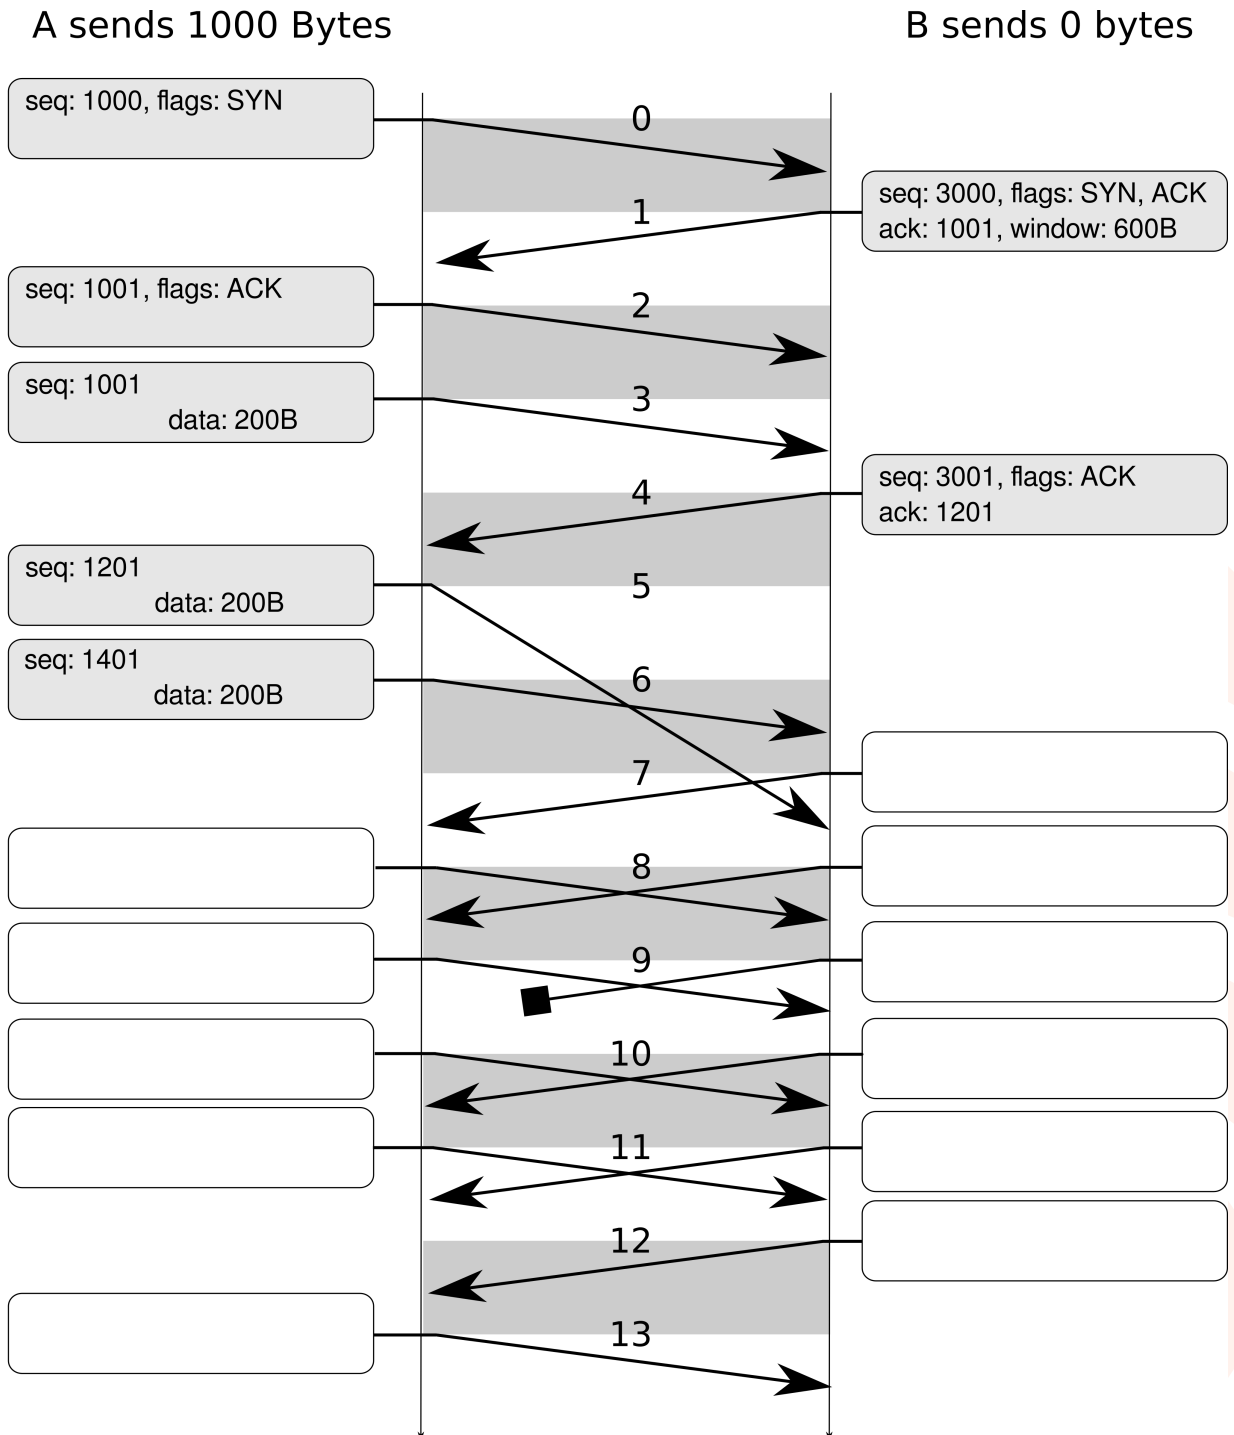 A sends 1000 Bytes
B sends 0 bytes
seq: 1000, flags: SYN
0
1
seq: 3000, flags: SYN, ACK
ack: 1001, window: 600B
seq: 1001, flags: ACK
2
seq: 1001
data: 200B
3
4
seq: 3001, flags: ACK
ack: 1201
seq: 1201
data: 200B
5
seq: 1401
data: 200B
6
7
8
9
10
11
12
13